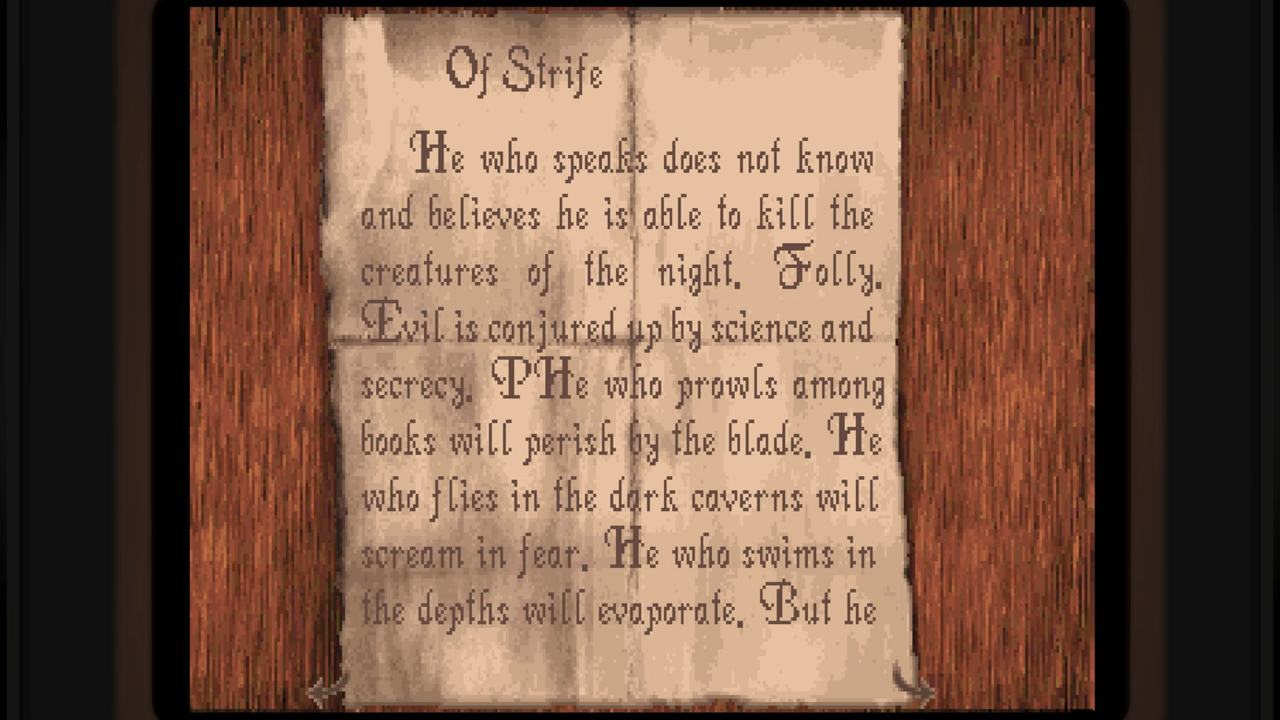 Of Strife
He who speaks does not know
and believes he is able to kill the
creatures of the night. Folly.
Evil is conjured up by science and
secrecy. PHe who prowls among
books will perish by the blade. He
who flies in the dark caverns will
scream in fear. He who swims in
the depths will evaporate. But he